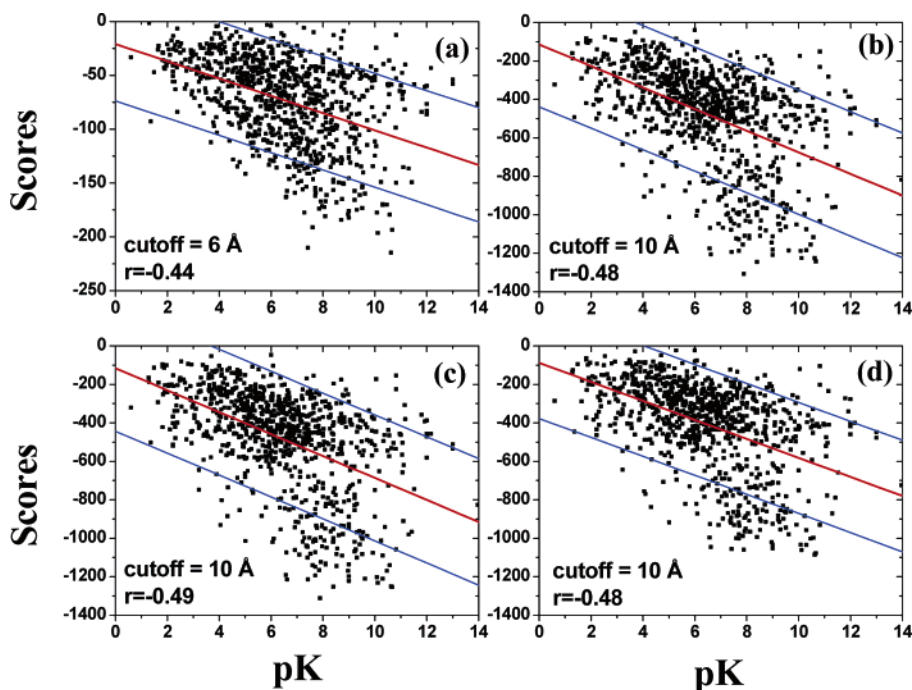 (a)
0
-50
-100
-150
-200
-250
Scores
cutoff = 6 Å
r=-0.44
0 2 4 6 8 10 12 14
(b)
0
-200
-400
-600
-800
-1000
-1200
-1400
cutoff = 10 Å
r=-0.48
0 2 4 6 8 10 12 14
(c)
0
-200
-400
-600
-800
-1000
-1200
-1400
Scores
cutoff = 10 Å
r=-0.49
0 2 4 6 8 10 12 14
pK
(d)
0
-200
-400
-600
-800
-1000
-1200
-1400
cutoff = 10 Å
r=-0.48
0 2 4 6 8 10 12 14
pK